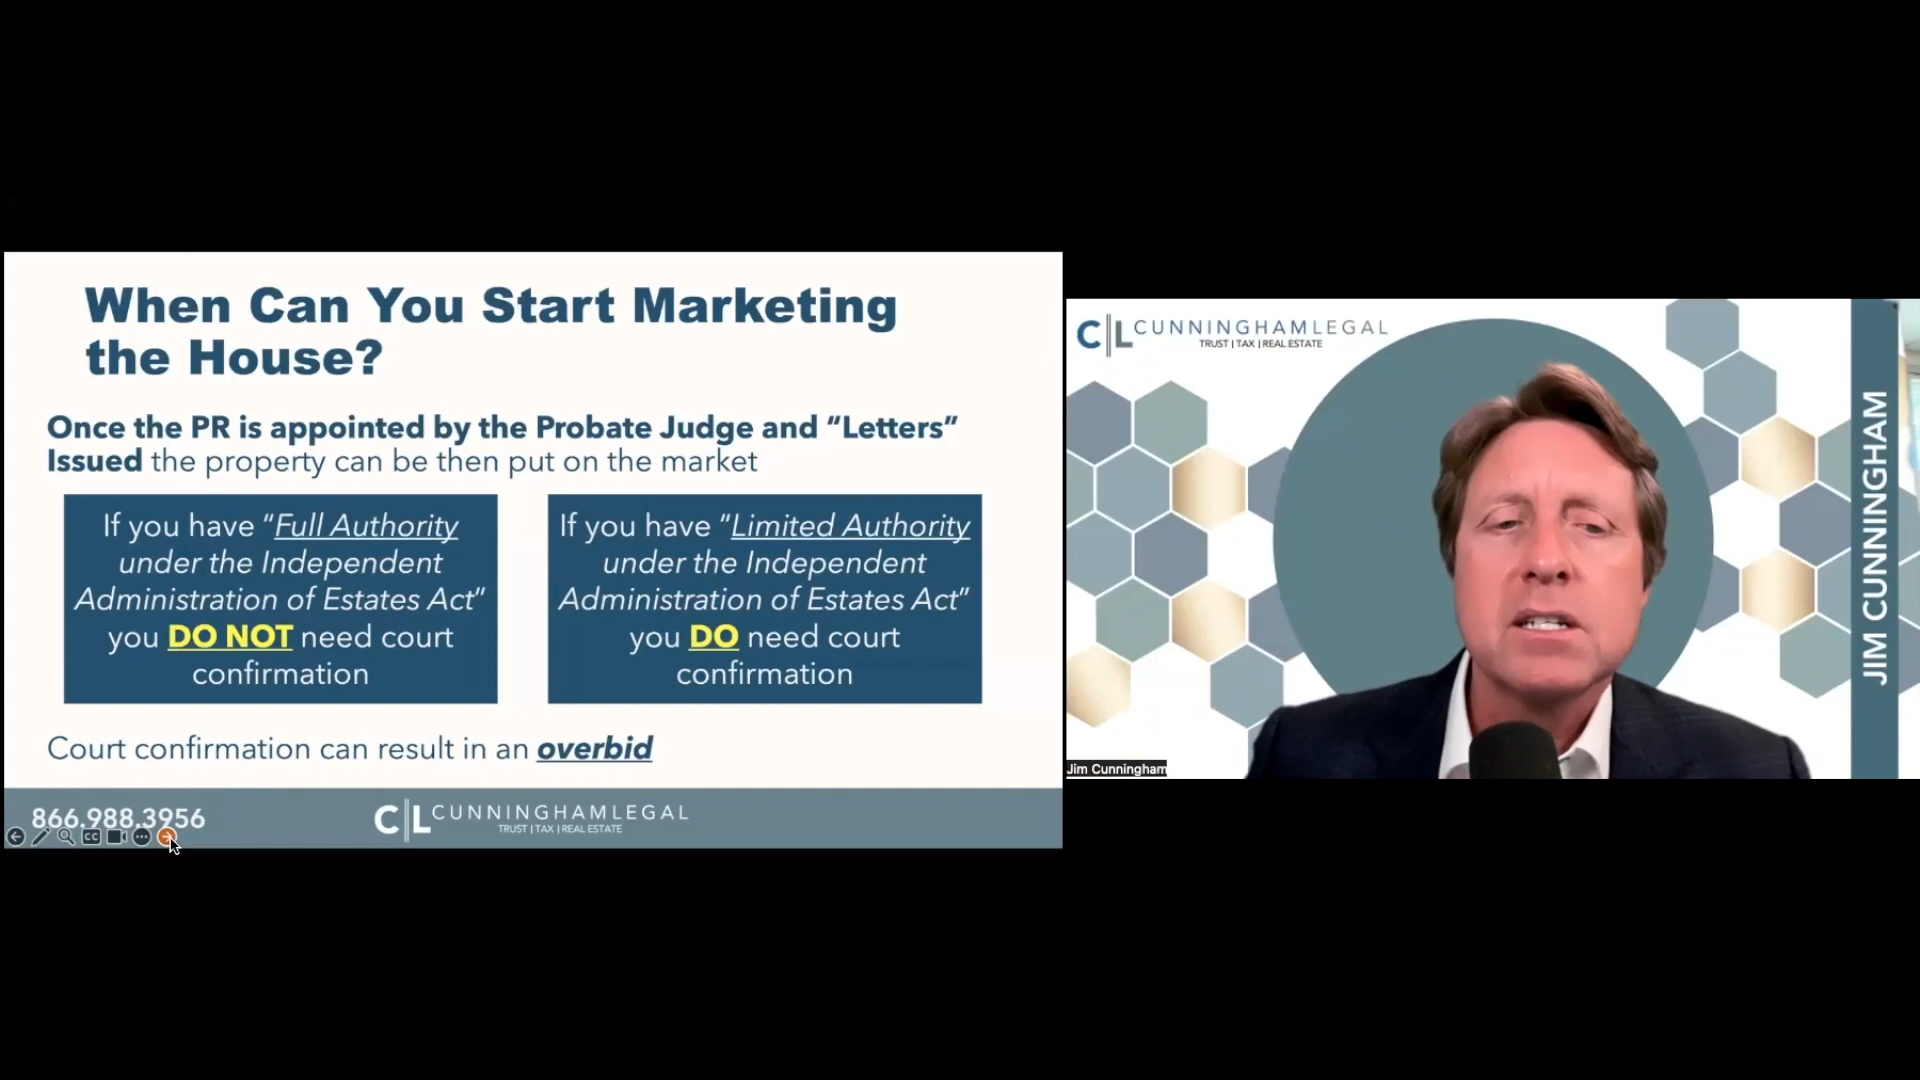 When Can You Start Marketing
the House?
Once the PR is appointed by the Probate Judge and “Letters”
Issued the property can be then put on the market
If you have “Full Authority
under the Independent
Administration of Estates Act”
you DO NOT need court
confirmation
If you have “Limited Authority
under the Independent
Administration of Estates Act”
you DO need court
confirmation
Court confirmation can result in an overbid
866.988.3956
CC
CL CUNNINGHAMLEGAL
TRUST | TAX | REAL ESTATE
CL CUNNINGHAMLEGAL
TRUST | TAX | REAL ESTATE
JIM CUNNINGHAM
Jim Cunningham